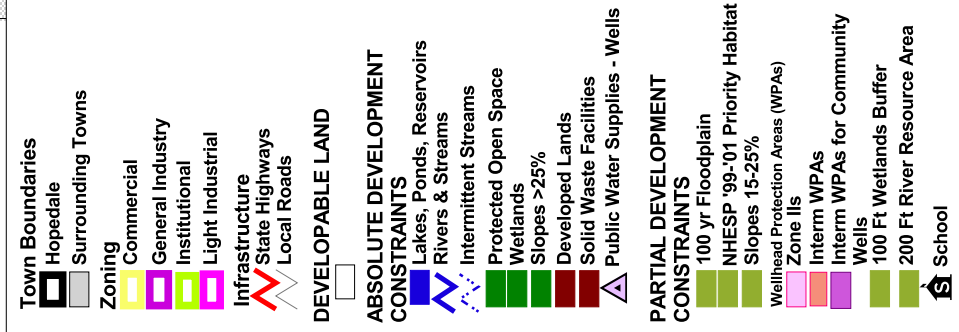 Town Boundaries
Hopedale
Surrounding Towns
Zoning
Commercial
General Industry
Institutional
Light Industrial
Infrastructure
State Highways
Local Roads
DEVELOPABLE LAND
ABSOLUTE DEVELOPMENT
CONSTRAINTS
Lakes, Ponds, Reservoirs
Rivers & Streams
Intermittent Streams
Protected Open Space
Wetlands
Slopes >25%
Developed Lands
Solid Waste Facilities
Public Water Supplies - Wells
PARTIAL DEVELOPMENT
CONSTRAINTS
100 yr Floodplain
NHESP '99-'01 Priority Habitat
Slopes 15-25%
Wellhead Protection Areas (WPAs)
Zone IIs
Interm WPAs
Interm WPAs for Community
Wells
100 Ft Wetlands Buffer
200 Ft River Resource Area
S School